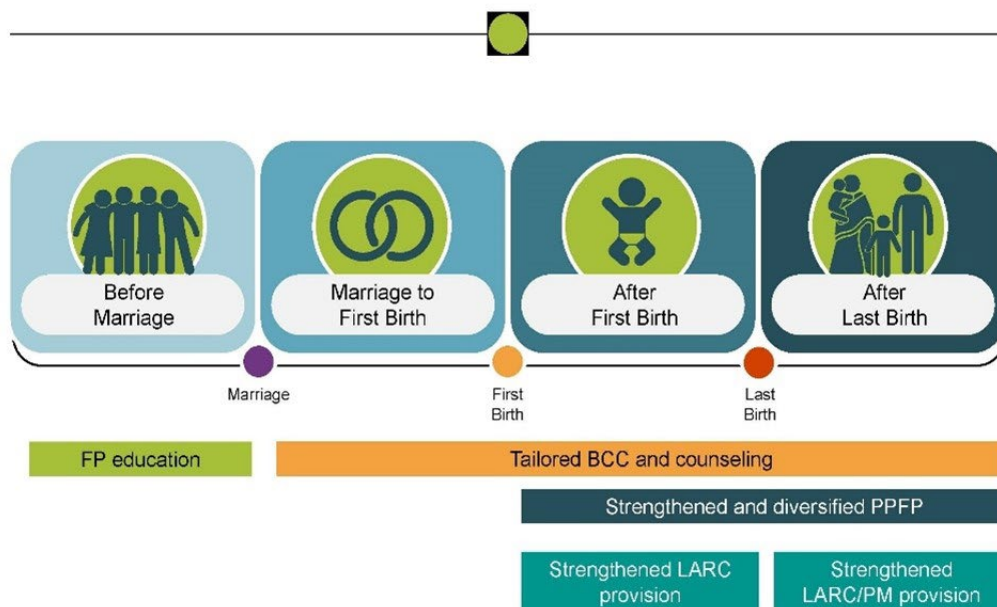 Before
Marriage
Marriage to
First Birth
After
First Birth
After
Last Birth
Marriage
First
Birth
Last
Birth
FP education
Tailored BCC and counseling
Strengthened and diversified PPFP
Strengthened LARC
provision
Strengthened
LARC/PM provision